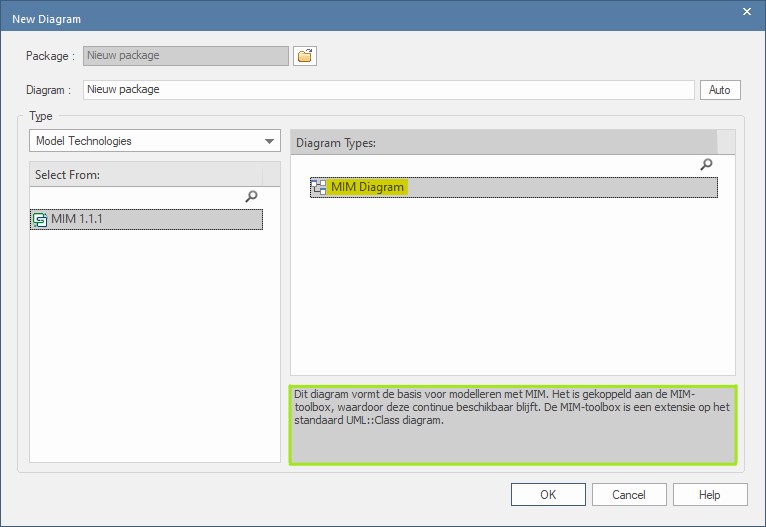 New Diagram
Package : Nieuw package
Diagram : Nieuw package Auto
Type
Model Technologies
Diagram Types:
Select From:
MIM Diagram
MIM 1.1.1
Dit diagram vormt de basis voor modelleren met MIM. Het is gekoppeld aan de MIM-
toolbox, waardoor deze continue beschikbaar blijft. De MIM-toolbox is een extensie op het
standaard UML::Class diagram.
OK Cancel Help